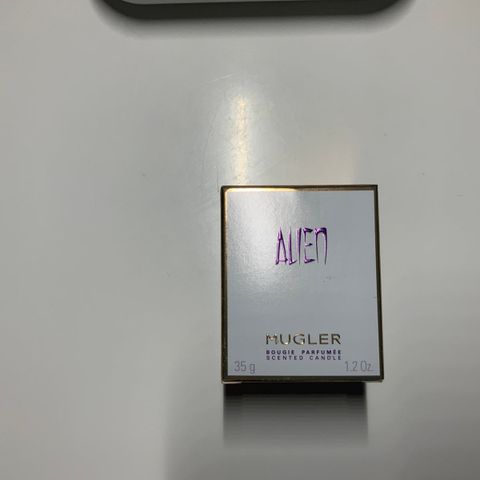 ALIEN
MUGLER
BOUGIE PARFUMÉE
SCENTED CANDLE
35 g 1.2 Oz.